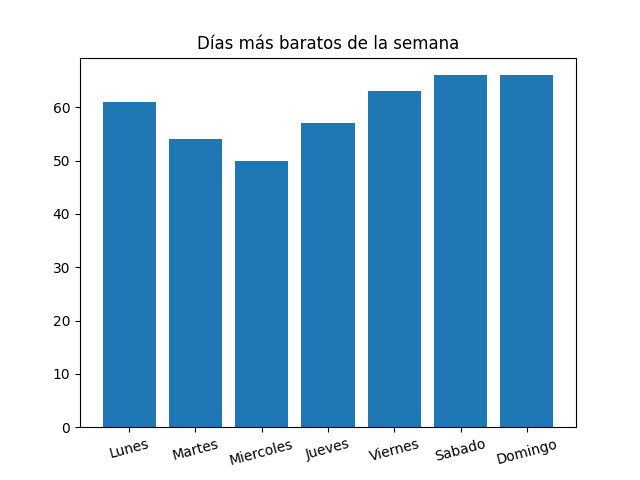 Días más baratos de la semana
60
50
40
30
20
10
0
Lunes
Martes
Miercoles
Jueves
Viernes
Sabado
Domingo